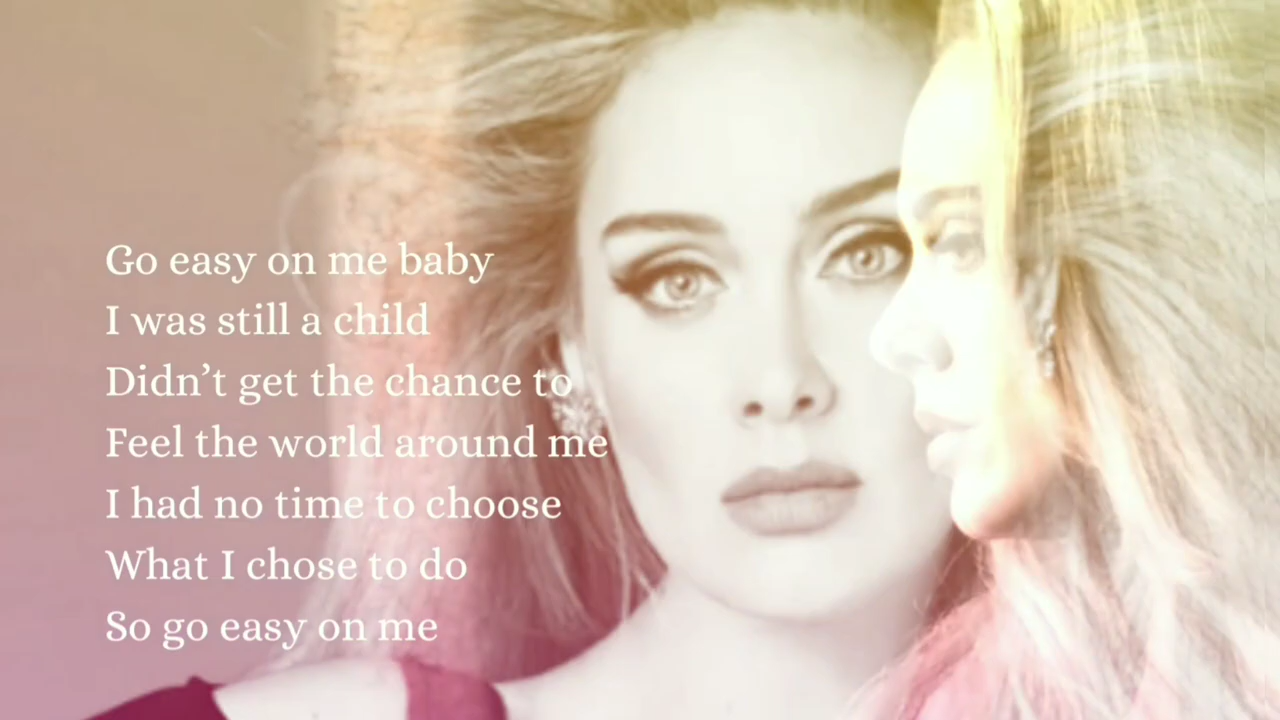 Go easy on me baby
I was still a child
Didn’t get the chance to
Feel the world around me
I had no time to choose
What I chose to do
So go easy on me